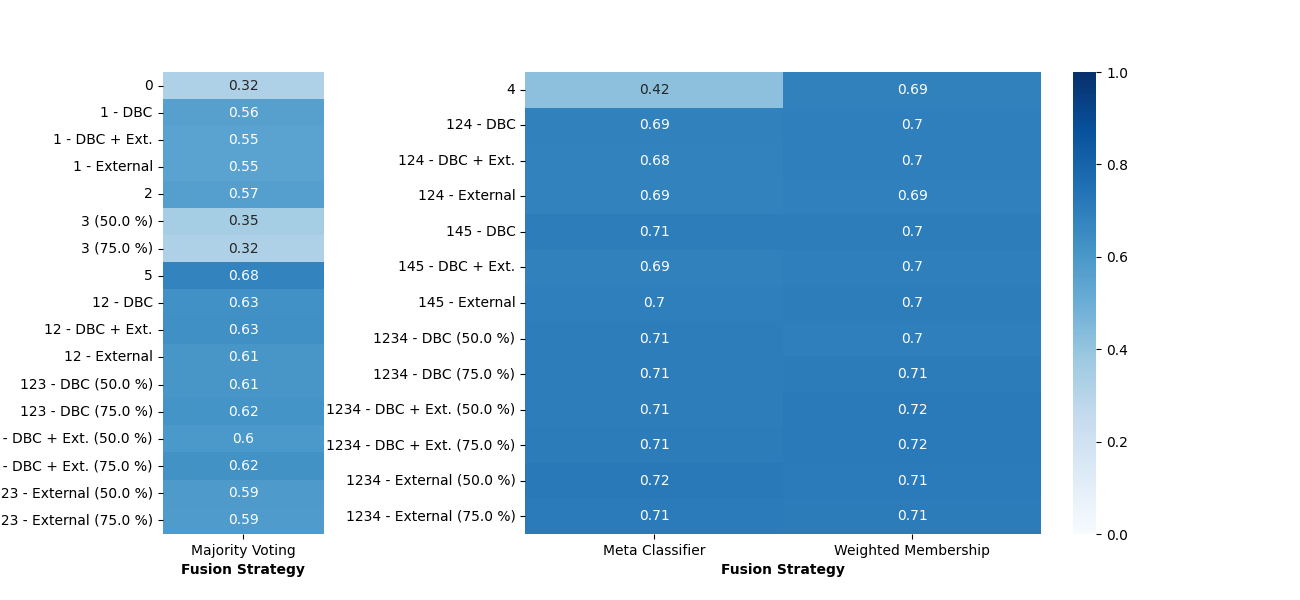 0 0.32
1 - DBC 0.56
1 - DBC + Ext. 0.55
1 - External 0.55
2 0.57
3 (50.0 %) 0.35
3 (75.0 %) 0.32
5 0.68
12 - DBC 0.63
12 - DBC + Ext. 0.63
12 - External 0.61
123 - DBC (50.0 %) 0.61
123 - DBC (75.0 %) 0.62
- DBC + Ext. (50.0 %) 0.6
- DBC + Ext. (75.0 %) 0.62
23 - External (50.0 %) 0.59
23 - External (75.0 %) 0.59
Majority Voting
Fusion Strategy
4 0.42 0.69
124 - DBC 0.69 0.7
124 - DBC + Ext. 0.68 0.7
124 - External 0.69 0.69
145 - DBC 0.71 0.7
145 - DBC + Ext. 0.69 0.7
145 - External 0.7 0.7
1234 - DBC (50.0 %) 0.71 0.7
1234 - DBC (75.0 %) 0.71 0.71
1234 - DBC + Ext. (50.0 %) 0.71 0.72
1234 - DBC + Ext. (75.0 %) 0.71 0.72
1234 - External (50.0 %) 0.72 0.71
1234 - External (75.0 %) 0.71 0.71
Meta Classifier Weighted Membership
Fusion Strategy
1.0
0.8
0.6
0.4
0.2
0.0